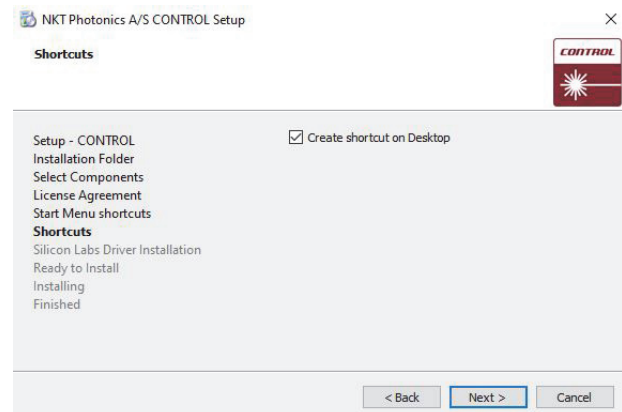 NKT Photonics A/S CONTROL Setup
Shortcuts
CONTROL
Setup - CONTROL
Installation Folder
Select Components
License Agreement
Start Menu shortcuts
Shortcuts
Silicon Labs Driver Installation
Ready to Install
Installing
Finished
Create shortcut on Desktop
< Back
Next >
Cancel